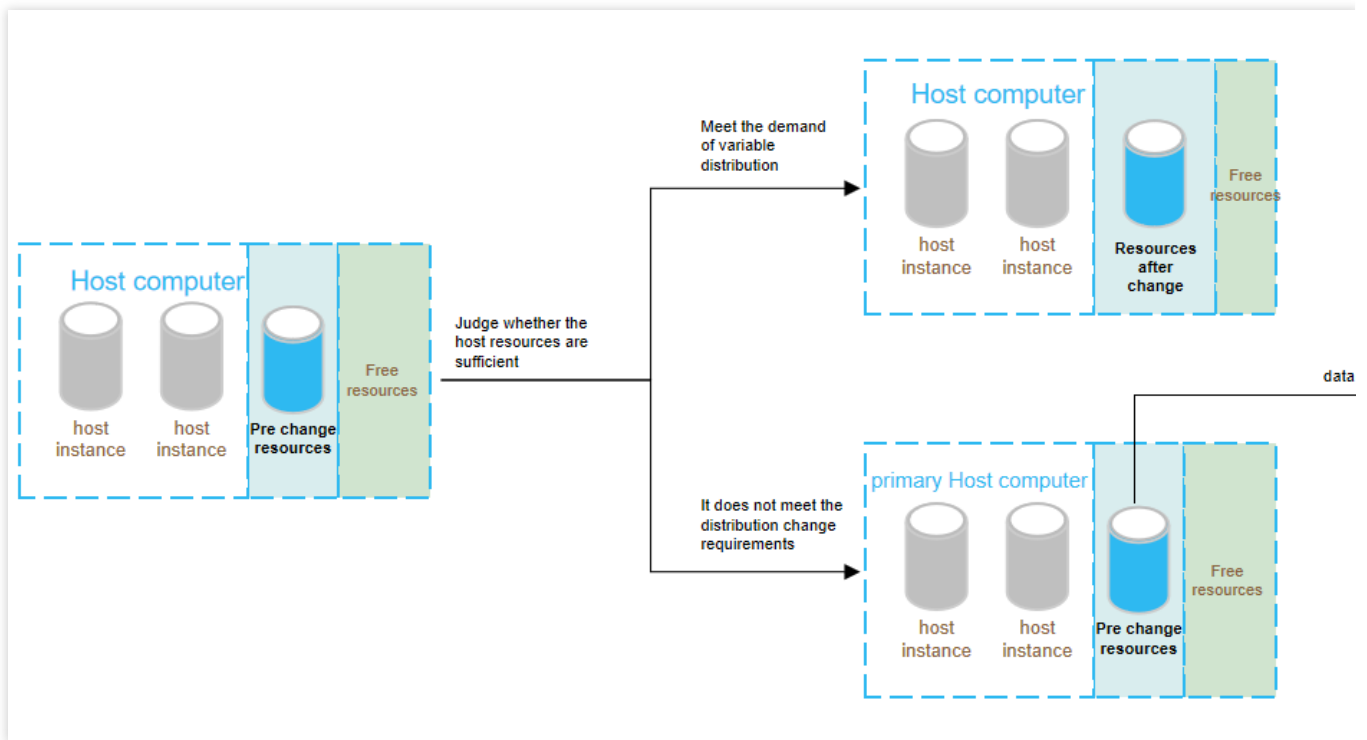 Host computer
host
instance
host
instance
Pre change
resources
Free
resources
Judge whether the
host resources are
sufficient
Meet the demand
of variable
distribution
Host computer
host
instance
host
instance
Resources
after
change
Free
resources
It does not meet the
distribution change
requirements
primary Host computer
host
instance
host
instance
Pre change
resources
Free
resources
data